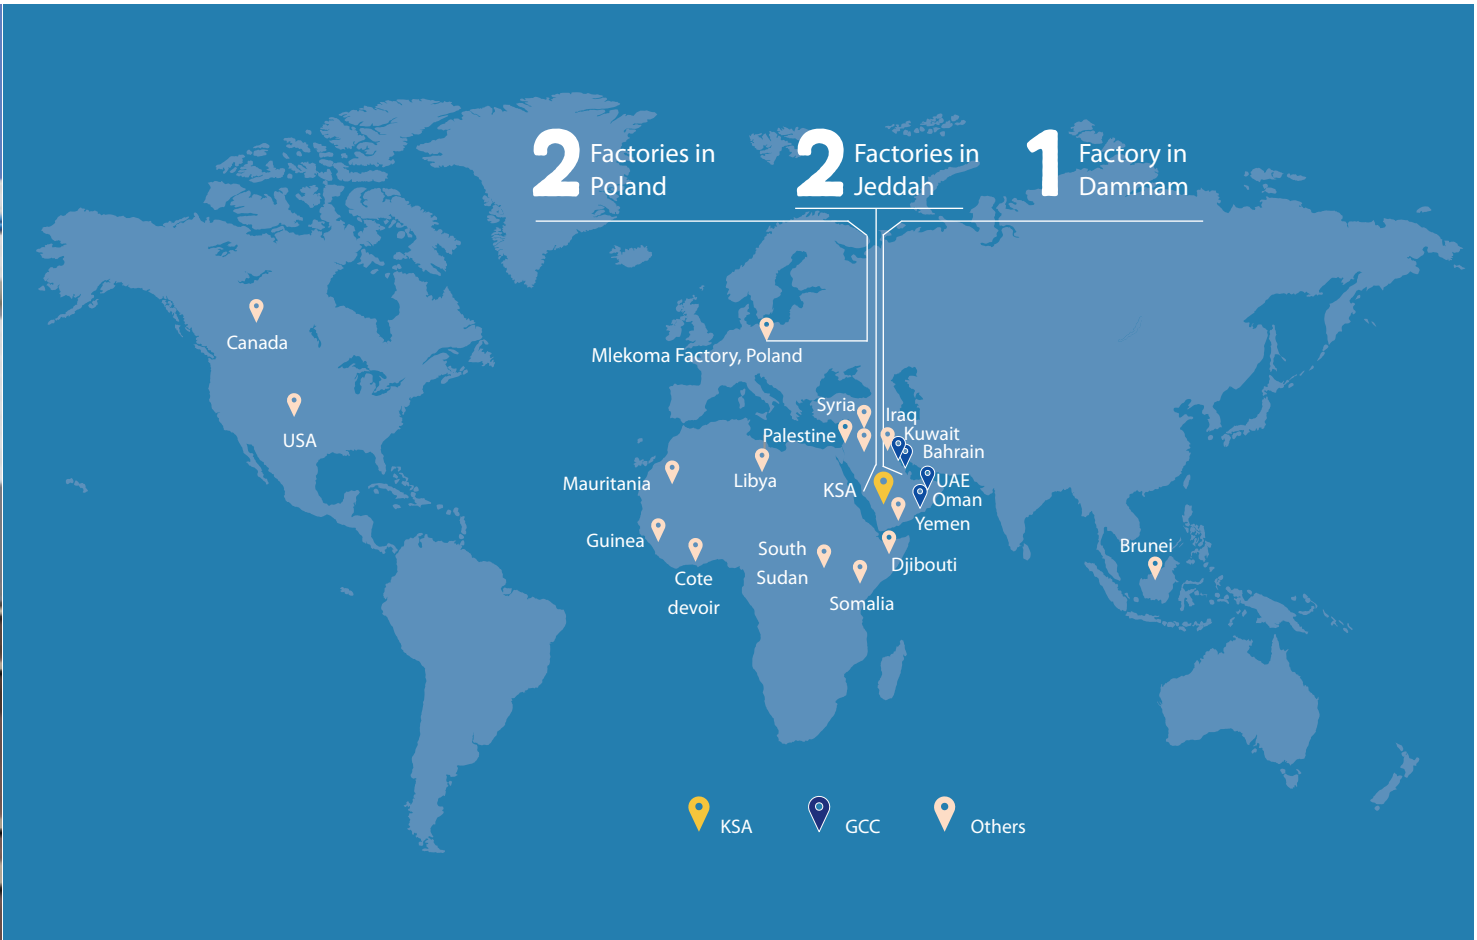 2 Factories in
Poland
2 Factories in
Jeddah
1 Factory in
Dammam
Canada
USA
Mlekoma Factory, Poland
Syria
Iraq
Palestine
Kuwait
Bahrain
Libya
Mauritania
KSA
UAE
Oman
Yemen
Guinea
South
Sudan
Djibouti
Brunei
Cote
devoir
Somalia
KSA
GCC
Others